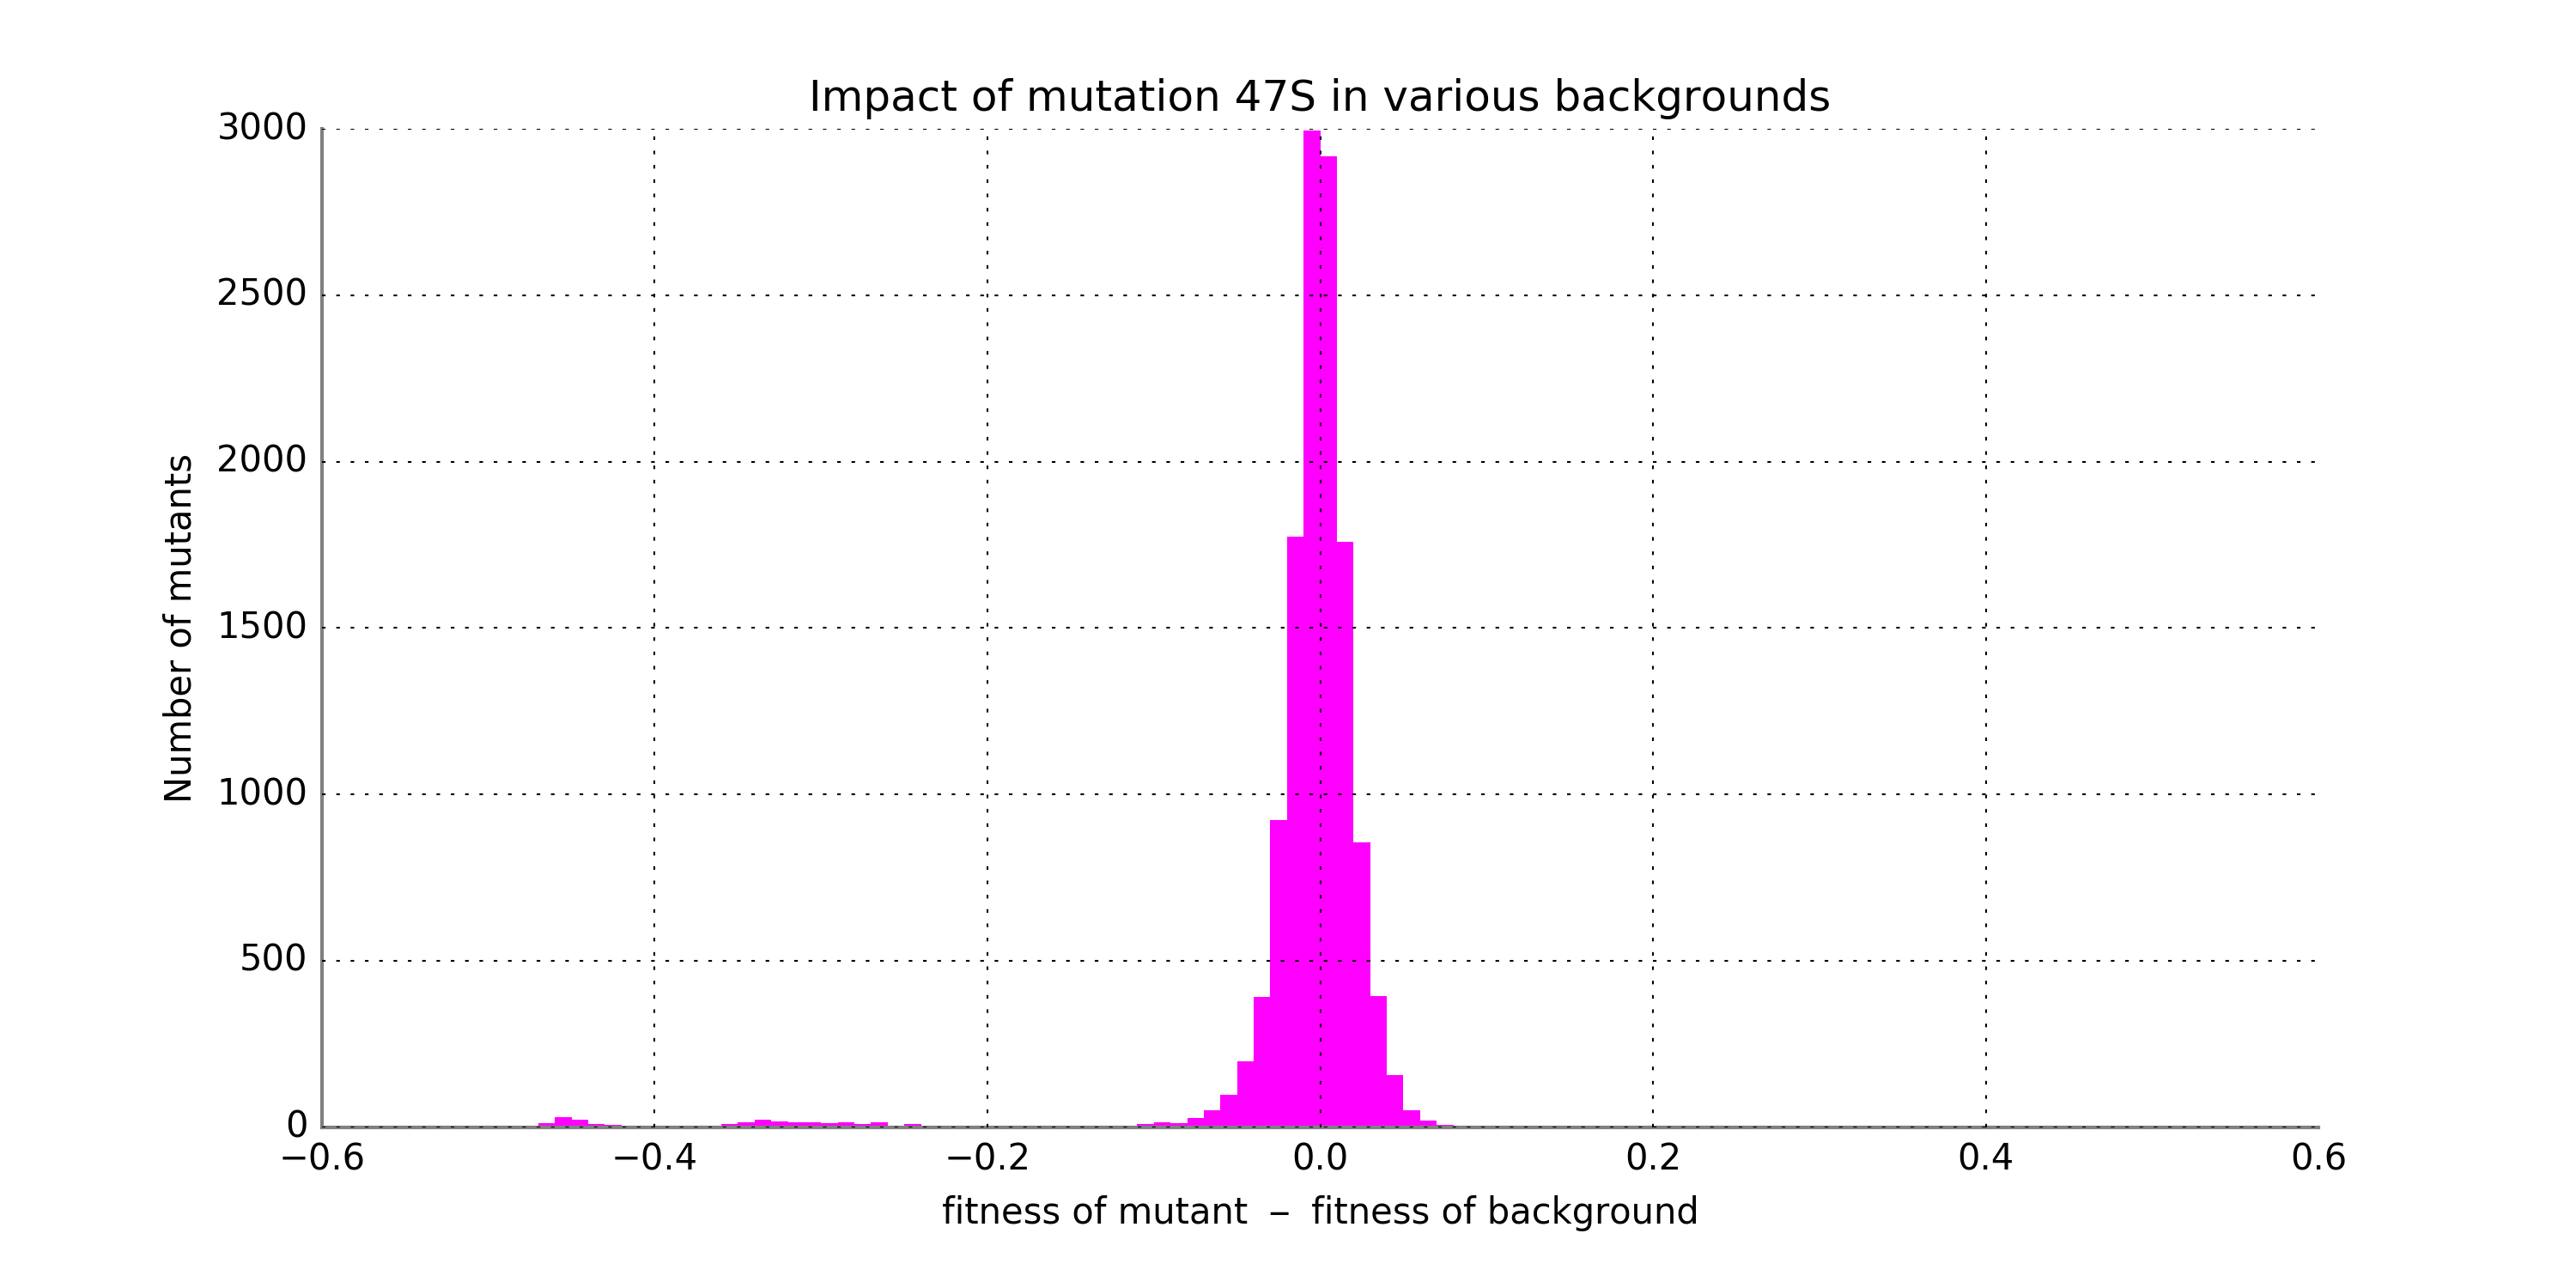 Impact of mutation 47S in various backgrounds
3000
2500
2000
1500
1000
500
0
Number of mutants
−0.6 −0.4 −0.2 0.0 0.2 0.4 0.6
fitness of mutant − fitness of background